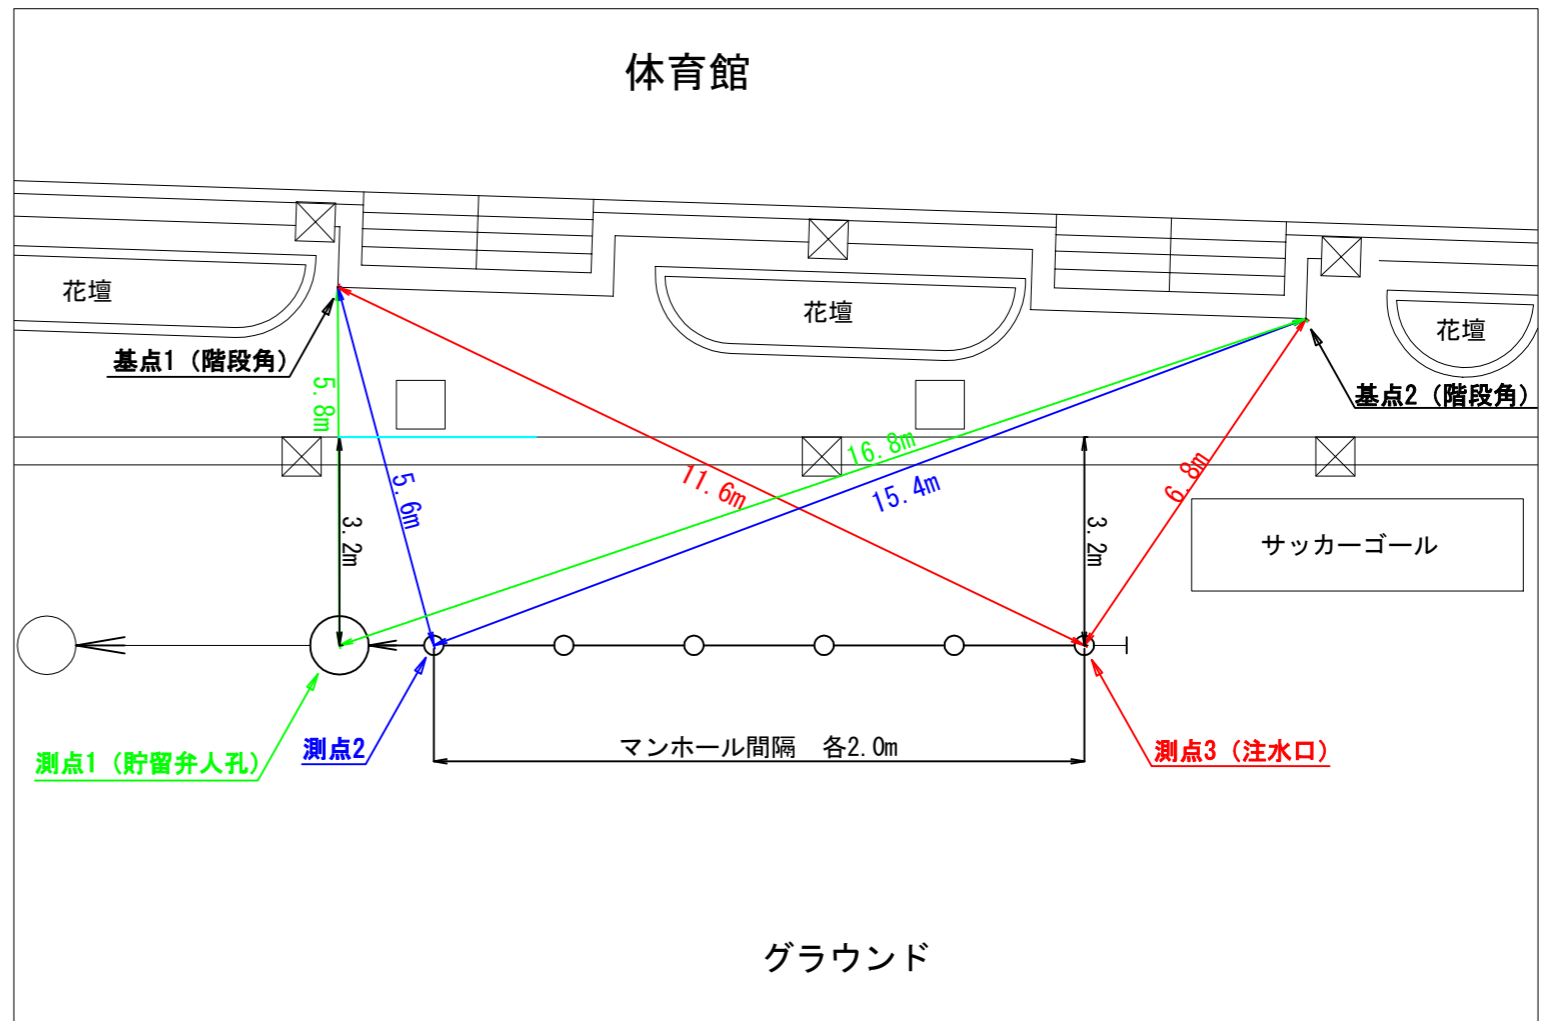 体育館
花壇
花壇
花壇
基点1（階段角）
基点2（階段角）
5.8m
16.8m
11.6m
15.4m
6.8m
5.6m
3.2m
3.2m
サッカーゴール
測点1（貯留弁人孔）
測点2
マンホール間隔　各2.0m
測点3（注水口）
グラウンド